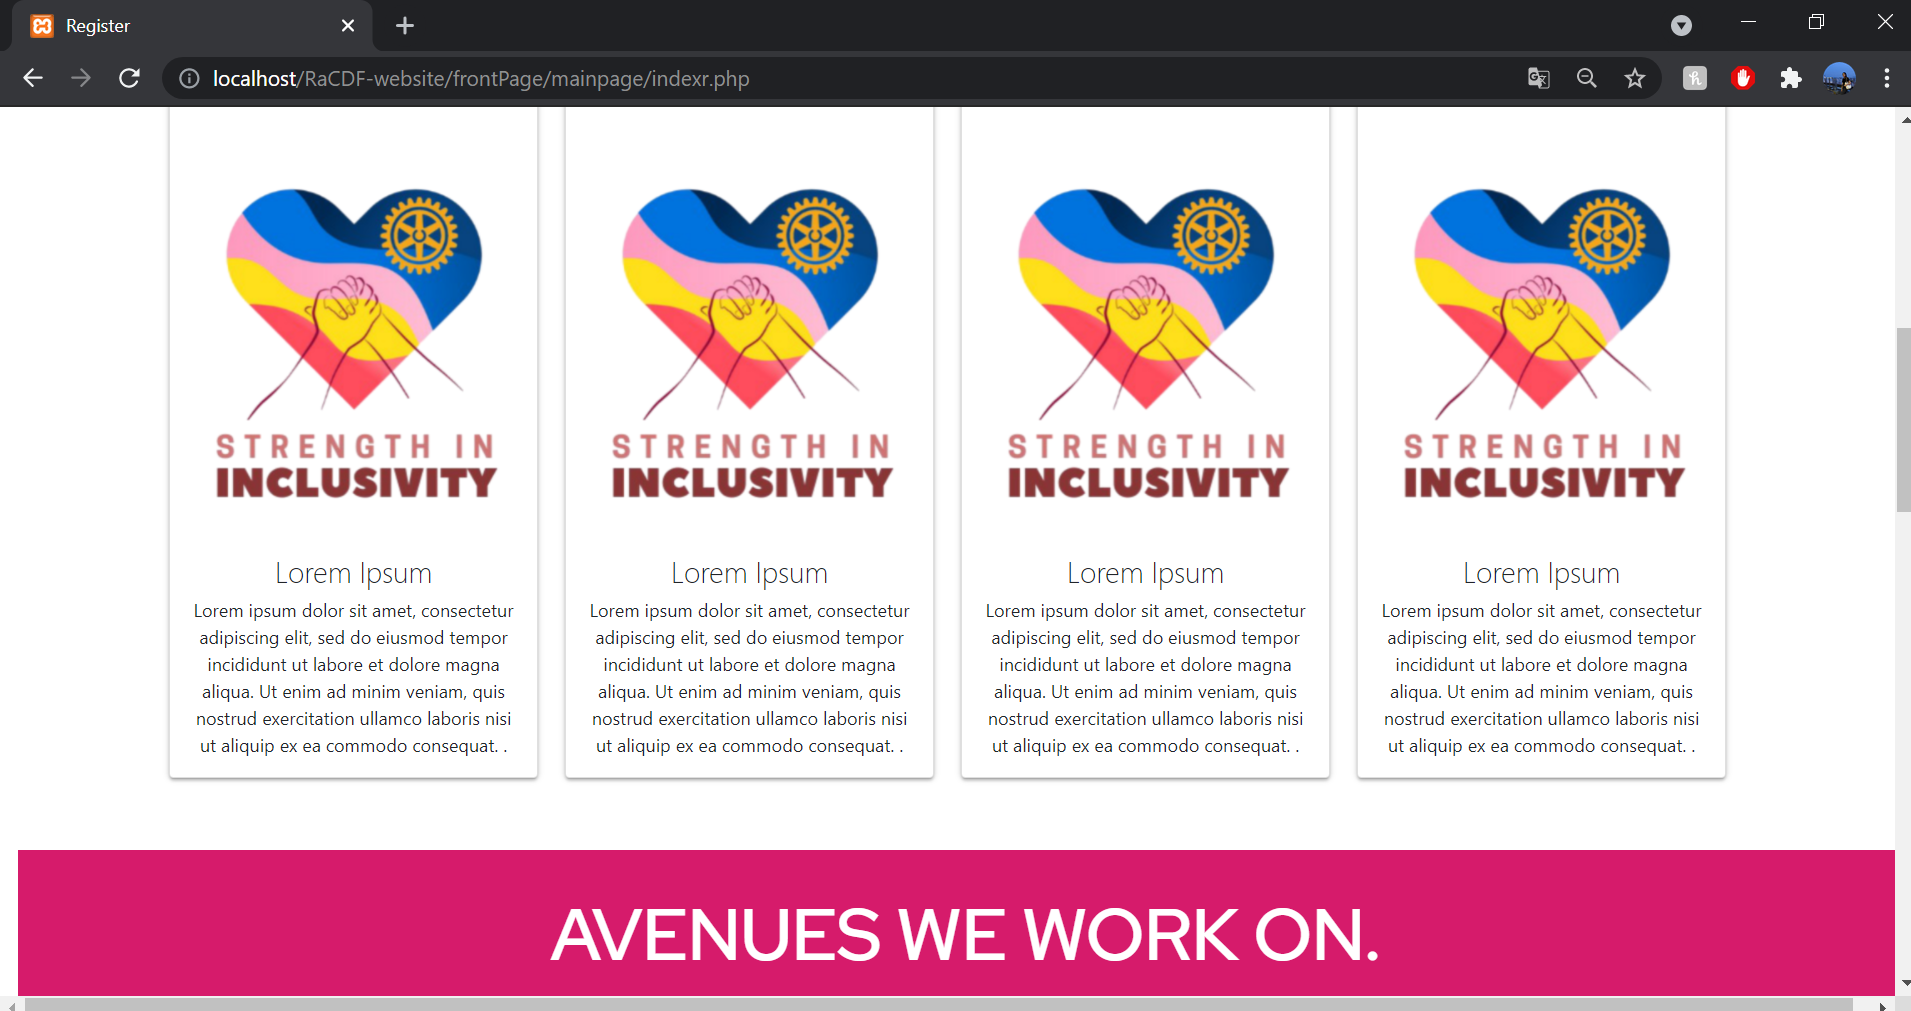 Register
localhost/RaCDF-website/frontPage/mainpage/indexr.php
STRENGTH IN
INCLUSIVITY
Lorem Ipsum
Lorem ipsum dolor sit amet, consectetur
adipiscing elit, sed do eiusmod tempor
incididunt ut labore et dolore magna
aliqua. Ut enim ad minim veniam, quis
nostrud exercitation ullamco laboris nisi
ut aliquip ex ea commodo consequat. .
STRENGTH IN
INCLUSIVITY
Lorem Ipsum
Lorem ipsum dolor sit amet, consectetur
adipiscing elit, sed do eiusmod tempor
incididunt ut labore et dolore magna
aliqua. Ut enim ad minim veniam, quis
nostrud exercitation ullamco laboris nisi
ut aliquip ex ea commodo consequat. .
STRENGTH IN
INCLUSIVITY
Lorem Ipsum
Lorem ipsum dolor sit amet, consectetur
adipiscing elit, sed do eiusmod tempor
incididunt ut labore et dolore magna
aliqua. Ut enim ad minim veniam, quis
nostrud exercitation ullamco laboris nisi
ut aliquip ex ea commodo consequat. .
STRENGTH IN
INCLUSIVITY
Lorem Ipsum
Lorem ipsum dolor sit amet, consectetur
adipiscing elit, sed do eiusmod tempor
incididunt ut labore et dolore magna
aliqua. Ut enim ad minim veniam, quis
nostrud exercitation ullamco laboris nisi
ut aliquip ex ea commodo consequat. .
AVENUES WE WORK ON.